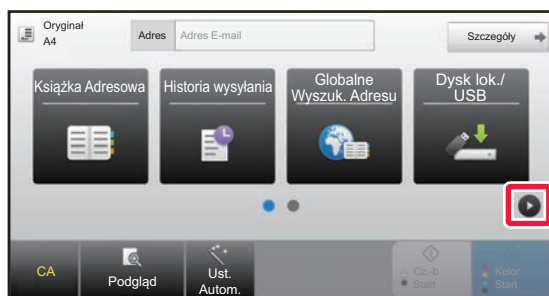 Oryginał
A4
Adres
Adres E-mail
Szczegóły
Książka Adresowa
Historia wysyłania
Globalne
Wyszuk. Adresu
Dysk lok./
USB
CA
Podgląd
Ust.
Autom.
Cz.-b.
Start
Kolor
Start